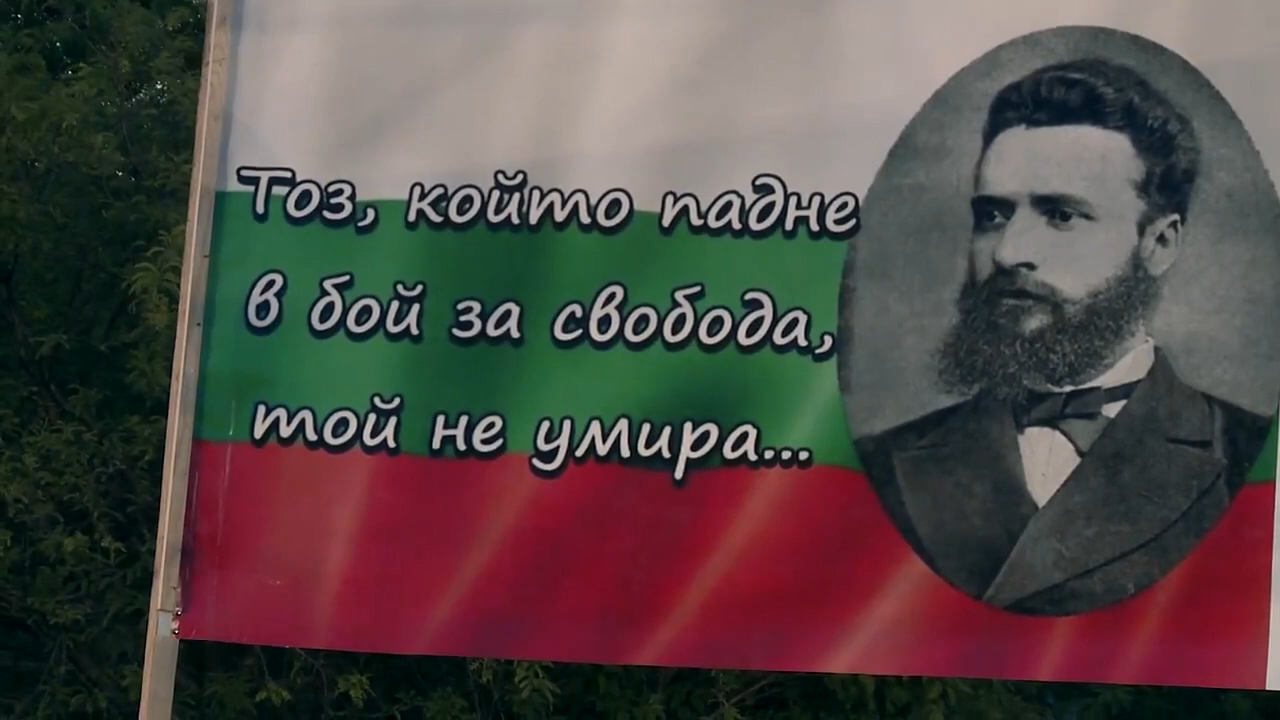 Тоз, който падне
в бой за свобода,
той не умира...